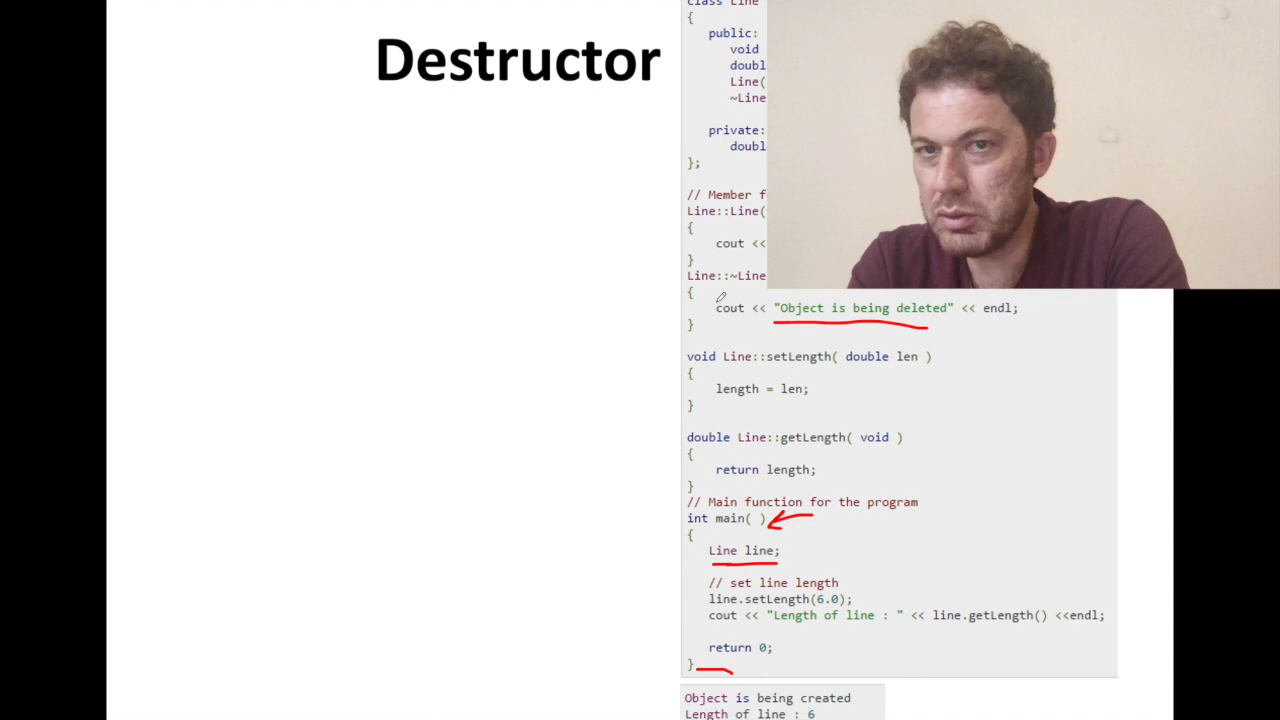 Destructor
class Line
{
public:
void
doubl
Line(
~Line
private:
doubl
};
// Member f
Line::Line(
{
cout <<
}
Line::~Line
{
cout << "Object is being deleted" << endl;
}
void Line::setLength( double len )
{
length = len;
}
double Line::getLength( void )
{
return length;
}
// Main function for the program
int main( )
{
Line line;
// set line length
line.setLength(6.0);
cout << "Length of line : " << line.getLength() <<endl;
return 0;
}
Object is being created
Length of line : 6